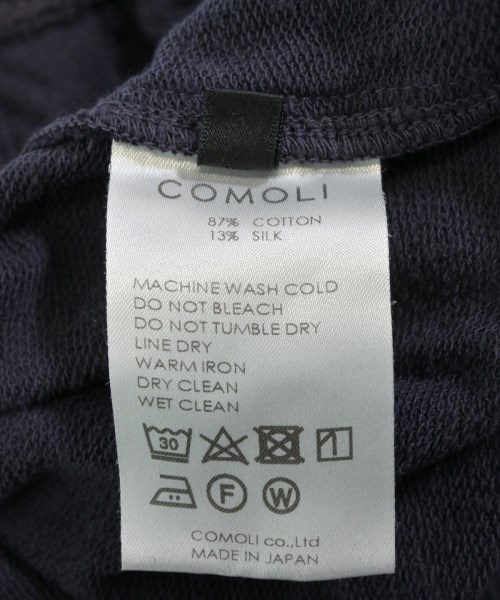 COMOLI
87% COTTON
13% SILK
MACHINE WASH COLD
DO NOT BLEACH
DO NOT TUMBLE DRY
LINE DRY
WARM IRON
DRY CLEAN
WET CLEAN
30
F W
COMOLI co.,Ltd
MADE IN JAPAN